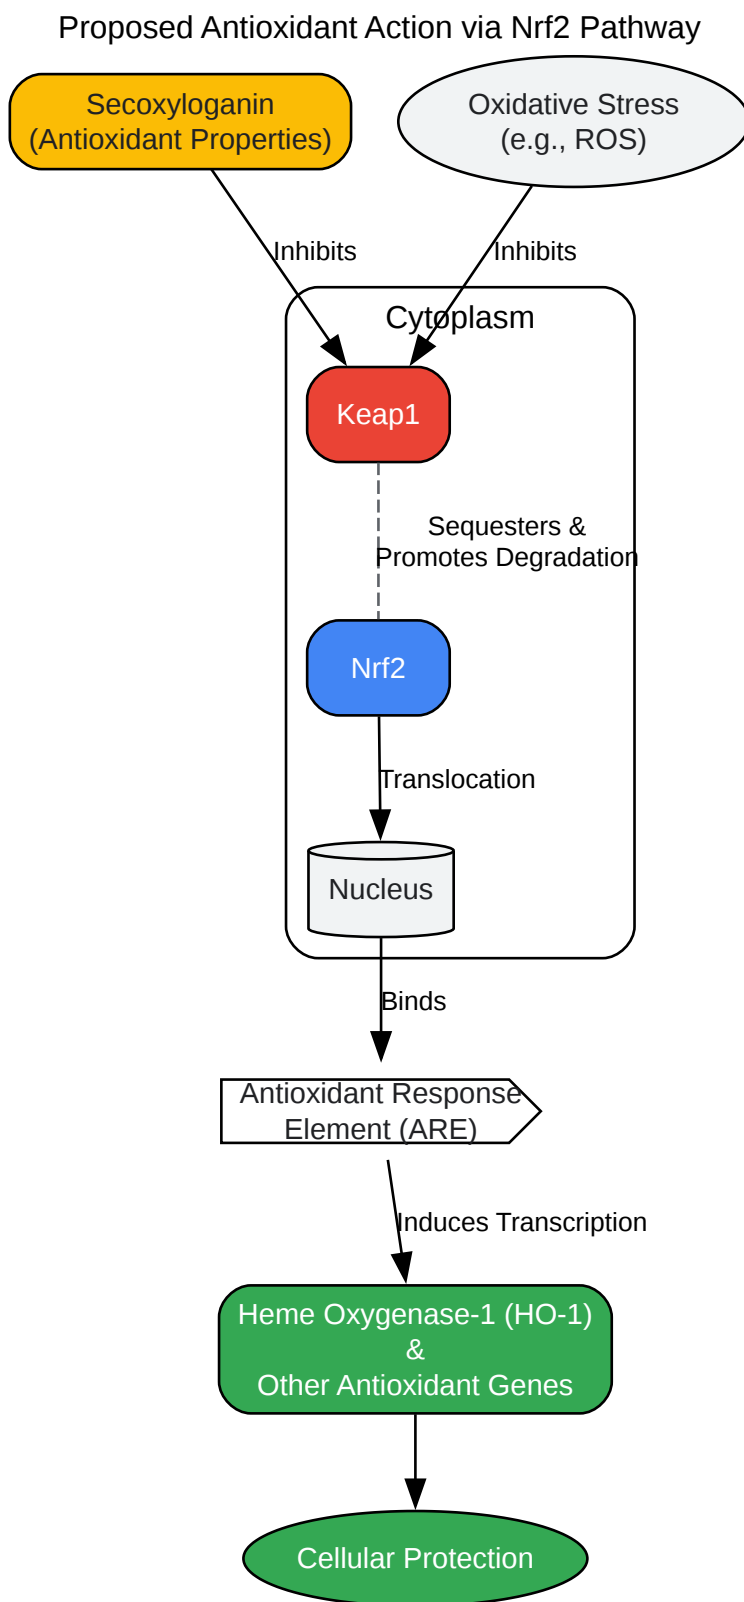 Proposed Antioxidant Action via Nrf2 Pathway
Secoxyloganin
(Antioxidant Properties)
Oxidative Stress
(e.g., ROS)
Inhibits
Inhibits
Cytoplasm
Keap1
Sequesters &
Promotes Degradation
Nrf2
Translocation
Nucleus
Binds
Antioxidant Response
Element (ARE)
Induces Transcription
Heme Oxygenase-1 (HO-1)
&
Other Antioxidant Genes
Cellular Protection